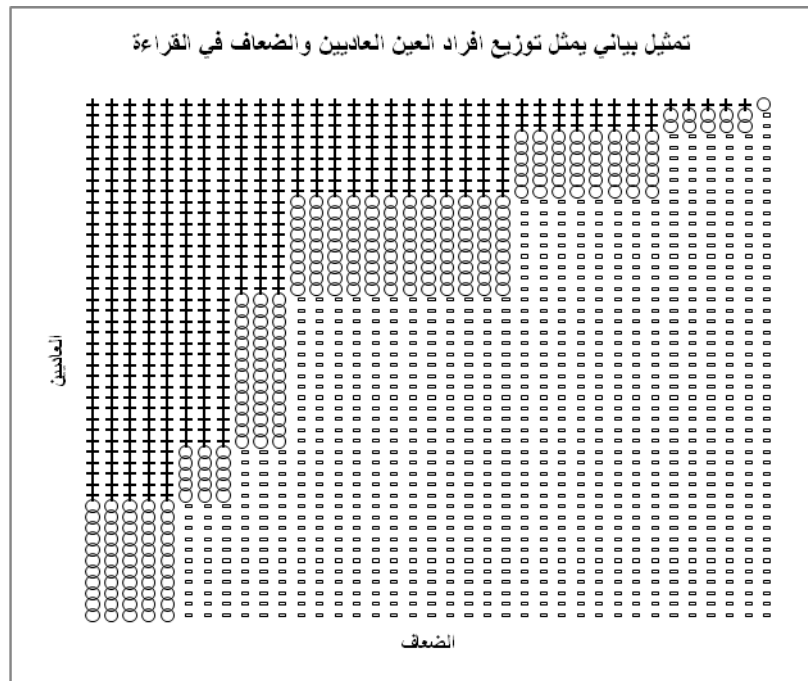 تمثيل بياني يمثل توزيع افراد العين العاديين والضعاف في القراءة
العاديين
الضعاف